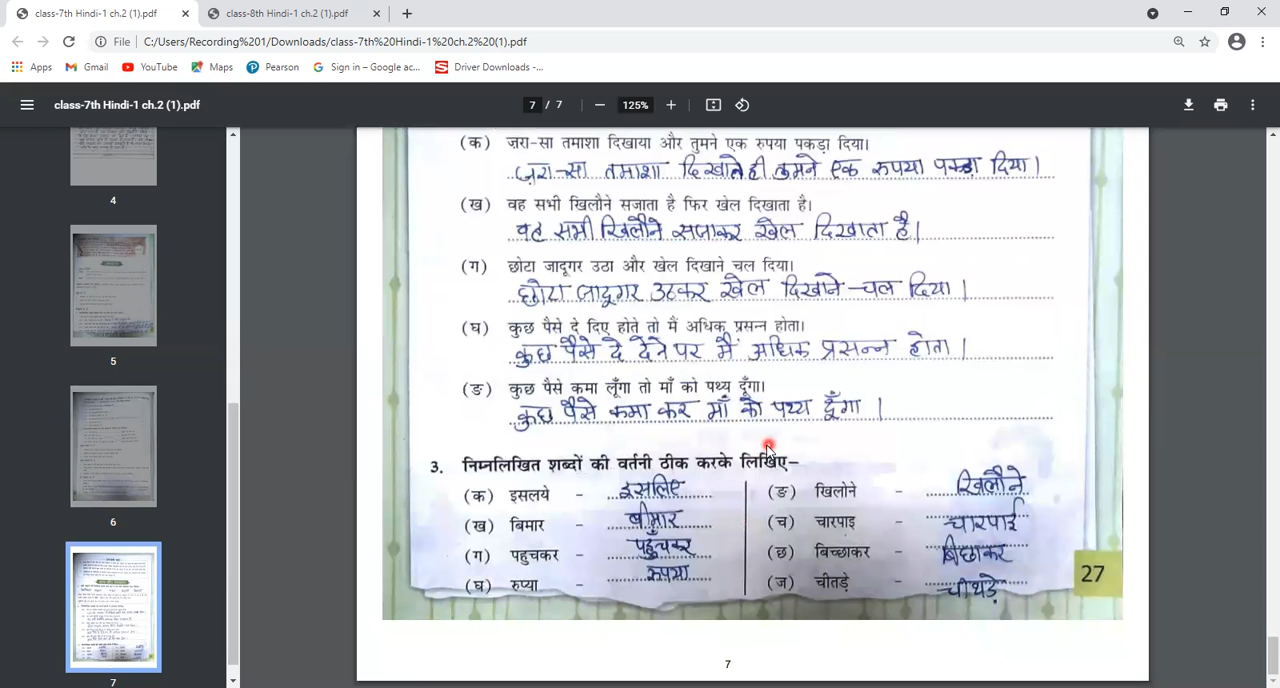 class-7th Hindi-1 ch.2 (1).pdf
class-8th Hindi-1 ch.2 (1).pdf
File
C:/Users/Recording%201/Downloads/class-7th%20Hindi-1%20ch.2%20(1).pdf
Apps Gmail YouTube Maps Pearson Sign in – Google ac... Driver Downloads -...
class-7th Hindi-1 ch.2 (1).pdf
7 / 7
125%
4
5
6
7
(क) जरा-सा तमाशा दिखाया और तुमने एक रुपया पकड़ा दिया।
ज़रा-सा तमाशा दिखाते ही तुमने एक रुपया पकड़ा दिया।
(ख) वह सभी खिलौने सजाता है फिर खेल दिखाता है।
वह सभी खिलौने सजाकर खेल दिखाता है।
(ग) छोटा जादूगर उठा और खेल दिखाने चल दिया।
छोटा जादूगर उठकर खेल दिखाने चल दिया।
(घ) कुछ पैसे दे दिए होते तो मैं अधिक प्रसन्न होता।
कुछ पैसे दे देने पर मैं अधिक प्रसन्न होता।
(ङ) कुछ पैसे कमा लूँगा तो माँ को पथ्य दूँगा।
कुछ पैसे कमा कर माँ को पथ्य दूँगा।
3. निम्नलिखित शब्दों की वर्तनी ठीक करके लिखिए–
(क) इसलये - इसलिए
(ख) बिमार - बीमार
(ग) पहुचकर - पहुँचकर
(घ) रुप्या - रुपया
(ङ) खिलोने - खिलौने
(च) चारपाइ - चारपाई
(छ) बिच्छाकर - बिछाकर
(ज) चीतड़े - चीथड़े
27
7